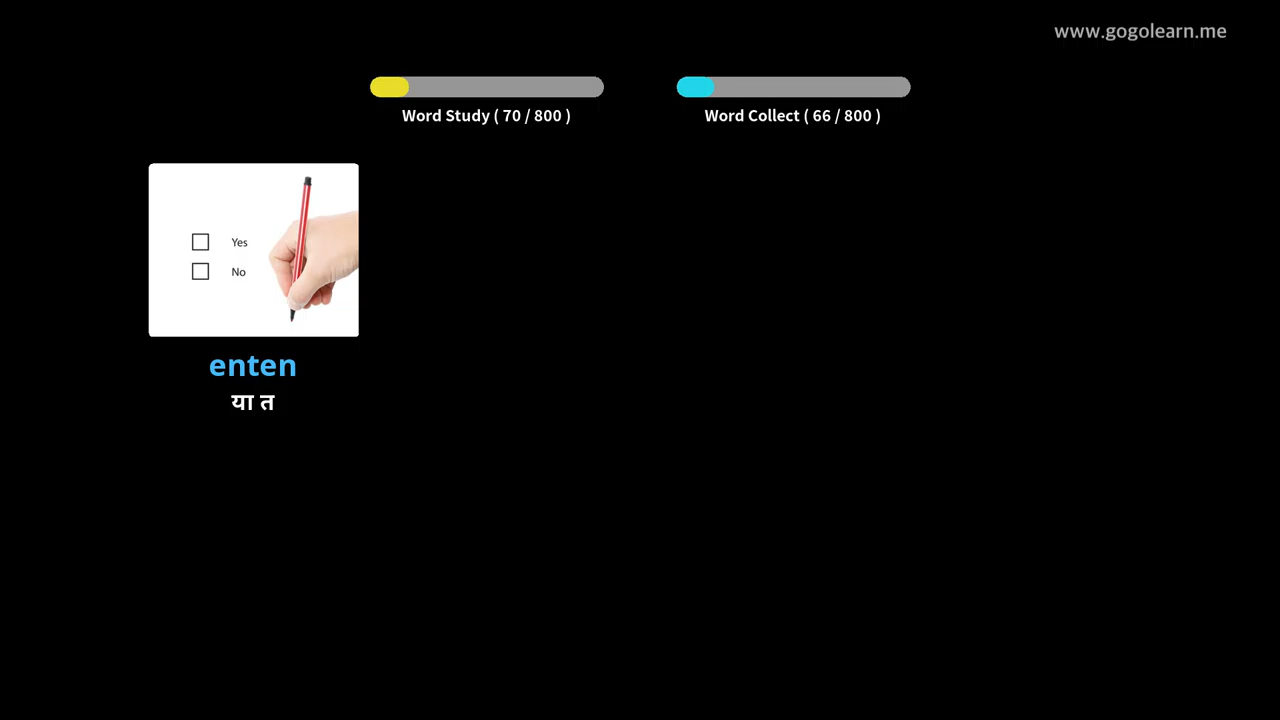 www.gogolearn.me
Word Study ( 70 / 800 )
Word Collect ( 66 / 800 )
Yes
No
enten
या त